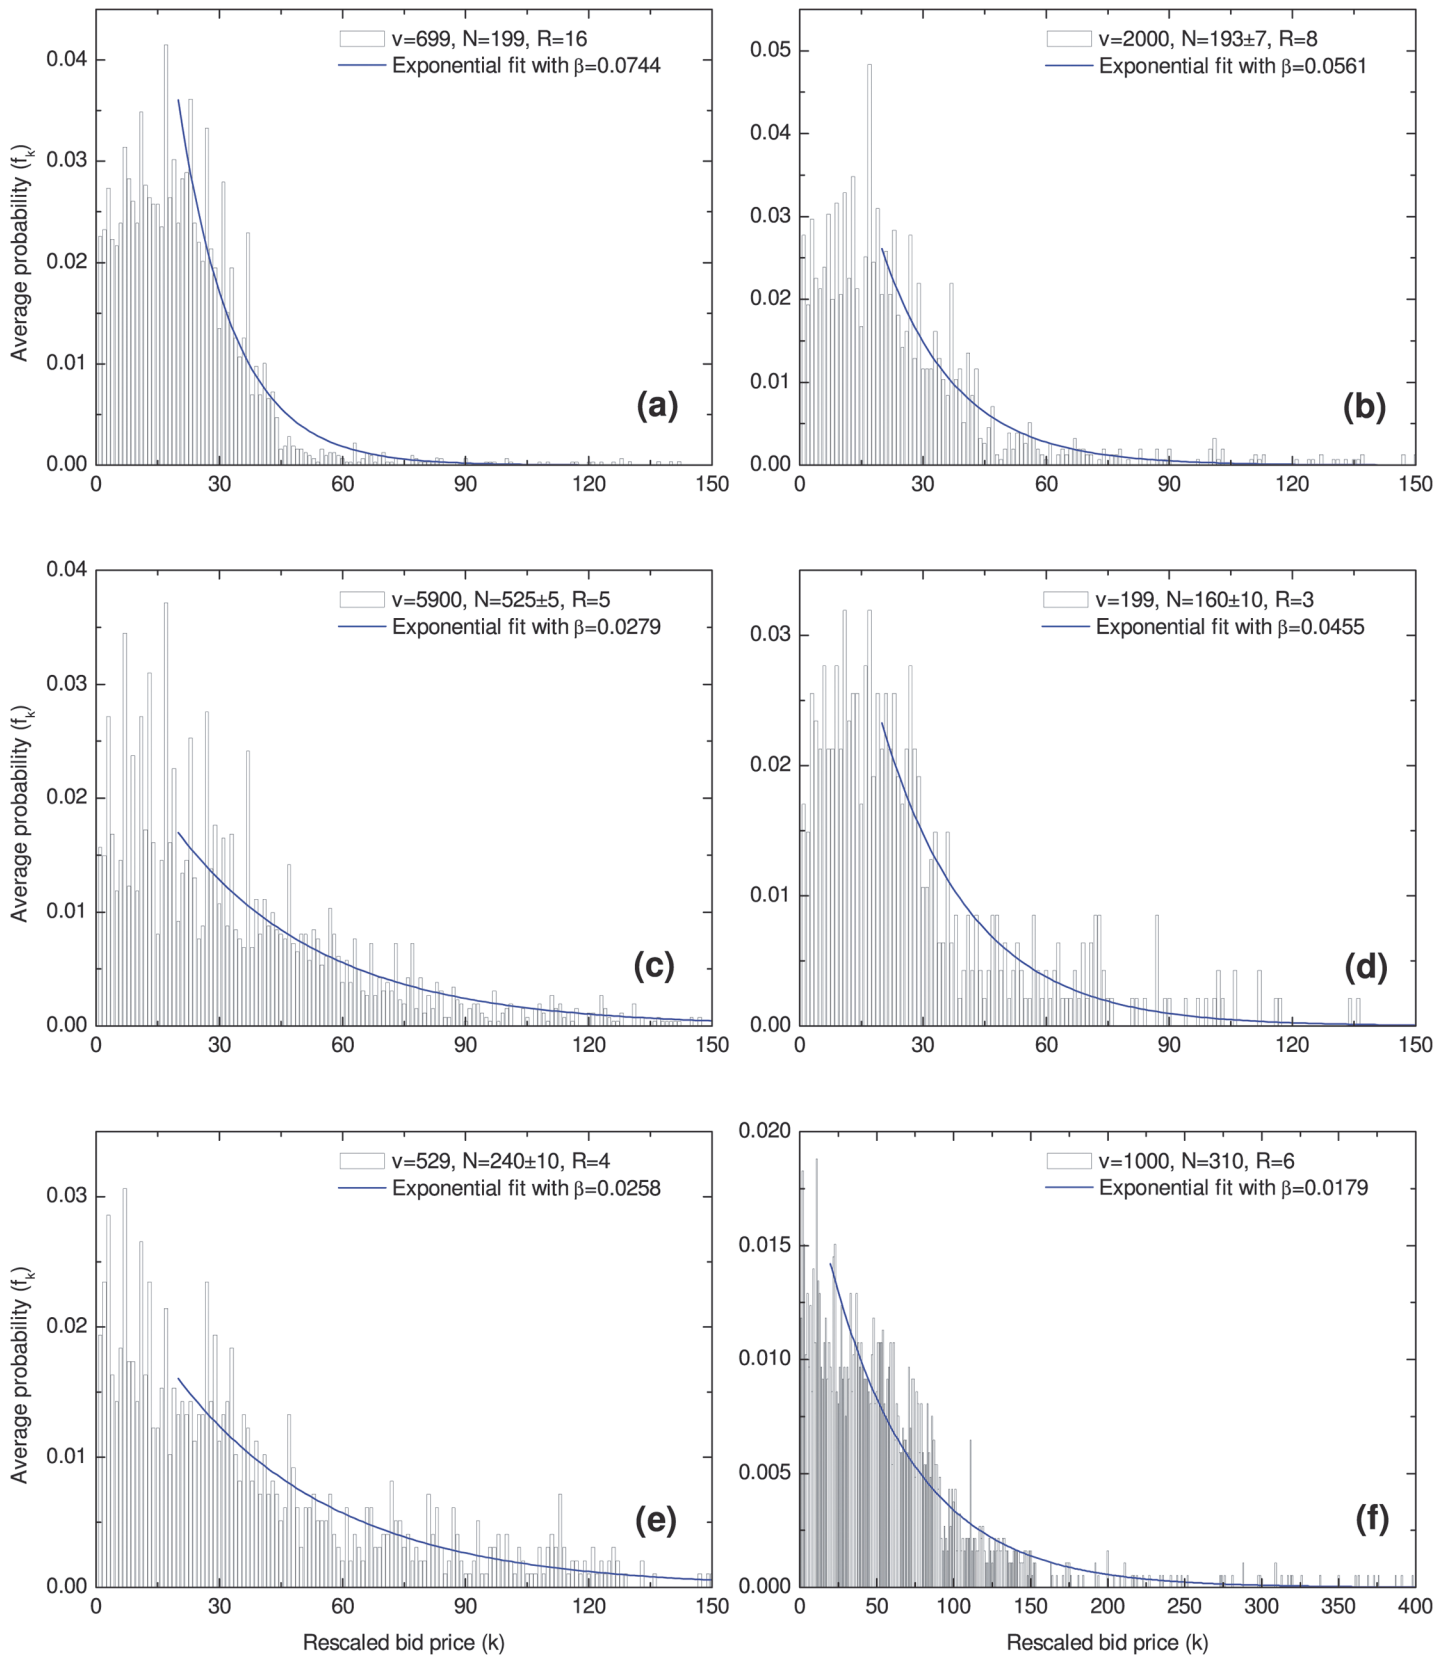 v=699, N=199, R=16
Exponential fit with β=0.0744
0.04
0.03
0.02
0.01
0.00
Average probability (fk)
(a)
0 30 60 90 120 150
v=2000, N=193±7, R=8
Exponential fit with β=0.0561
0.05
0.04
0.03
0.02
0.01
0.00
(b)
0 30 60 90 120 150
v=5900, N=525±5, R=5
Exponential fit with β=0.0279
0.04
0.03
0.02
0.01
0.00
Average probability (fk)
(c)
0 30 60 90 120 150
v=199, N=160±10, R=3
Exponential fit with β=0.0455
0.03
0.02
0.01
0.00
(d)
0 30 60 90 120 150
v=529, N=240±10, R=4
Exponential fit with β=0.0258
0.03
0.02
0.01
0.00
Average probability (fk)
(e)
0 30 60 90 120 150
Rescaled bid price (k)
v=1000, N=310, R=6
Exponential fit with β=0.0179
0.020
0.015
0.010
0.005
0.000
(f)
0 50 100 150 200 250 300 350 400
Rescaled bid price (k)